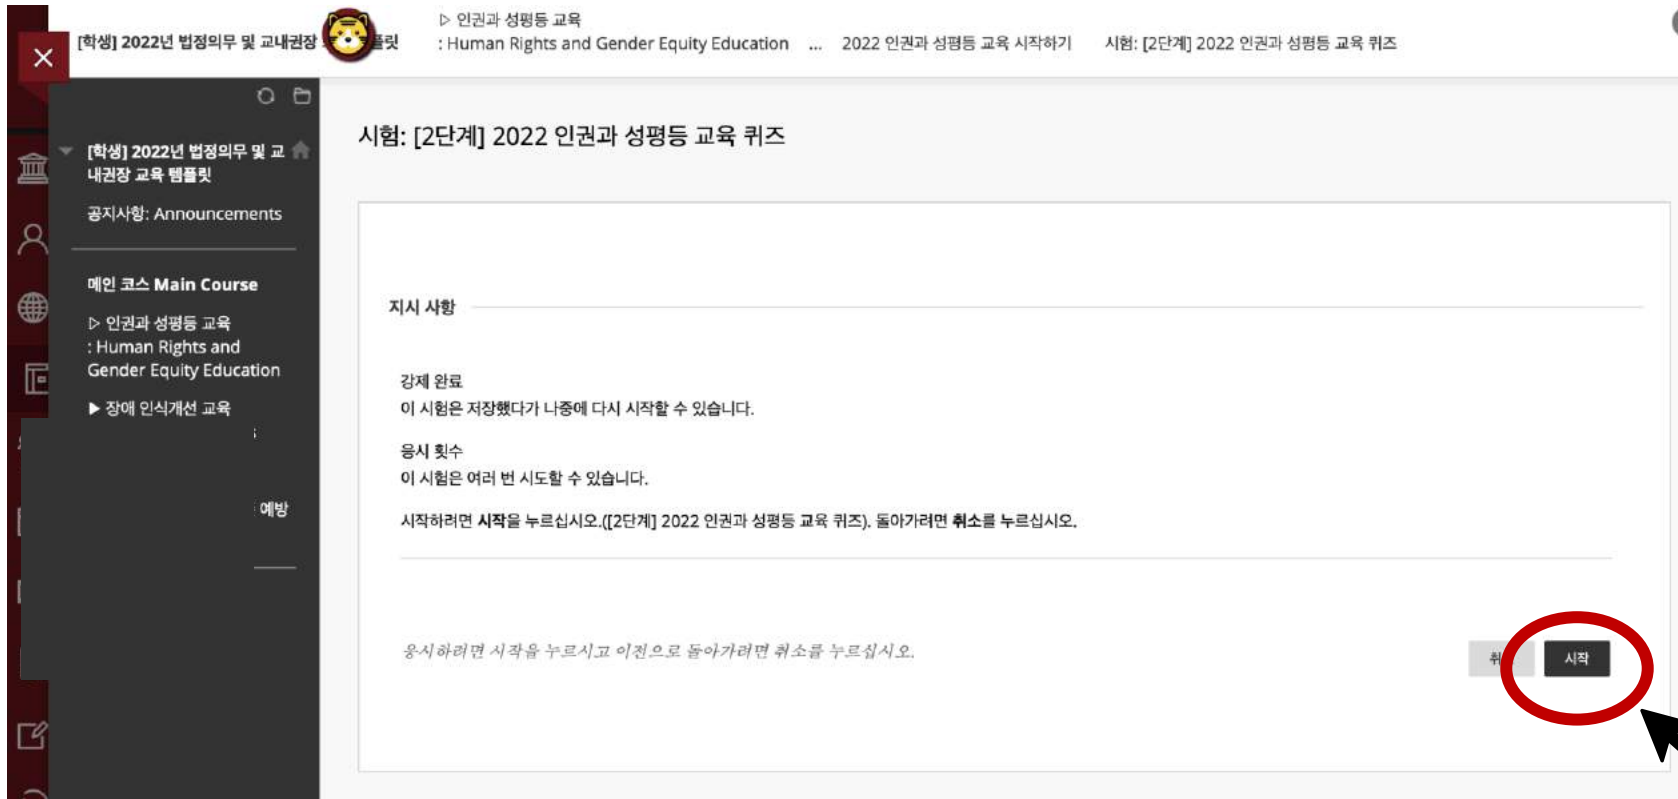 [학생] 2022년 법정의무 및 교내권장 플릿
▷ 인권과 성평등 교육
: Human Rights and Gender Equity Education ... 2022 인권과 성평등 교육 시작하기 시험: [2단계] 2022 인권과 성평등 교육 퀴즈
[학생] 2022년 법정의무 및 교
내권장 교육 템플릿
공지사항: Announcements
메인 코스 Main Course
▷ 인권과 성평등 교육
: Human Rights and
Gender Equity Education
▶ 장애 인식개선 교육
예방
시험: [2단계] 2022 인권과 성평등 교육 퀴즈
지시 사항
강제 완료
이 시험은 저장했다가 나중에 다시 시작할 수 있습니다.
응시 횟수
이 시험은 여러 번 시도할 수 있습니다.
시작하려면 시작을 누르십시오.([2단계] 2022 인권과 성평등 교육 퀴즈). 돌아가려면 취소를 누르십시오.
응시하려면 시작을 누르시고 이전으로 돌아가려면 취소를 누르십시오.
시작